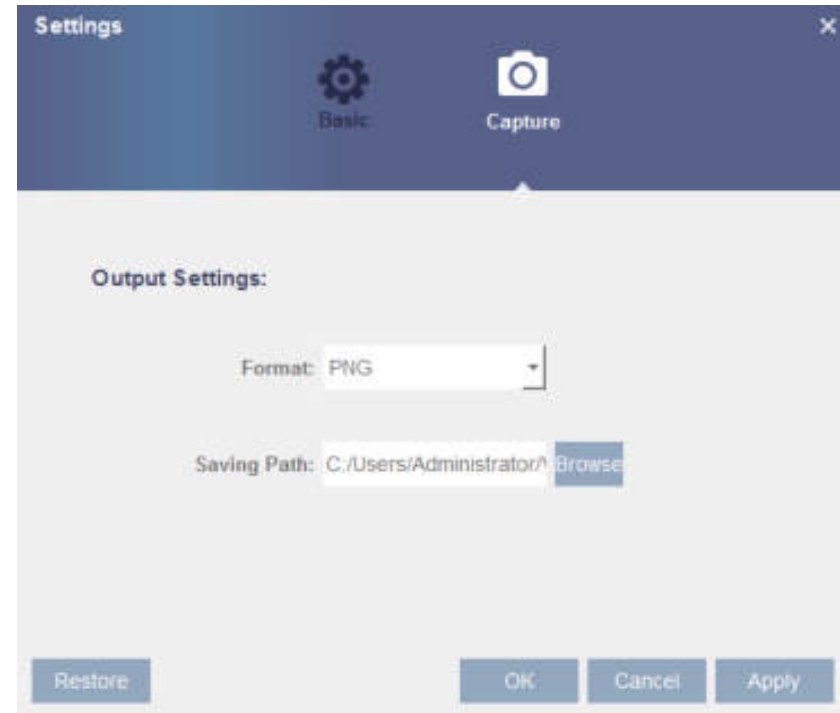 Settings
Basic
Capture
Output Settings:
Format: PNG
Saving Path: C:/Users/Administrator/ Browse
Restore OK Cancel Apply